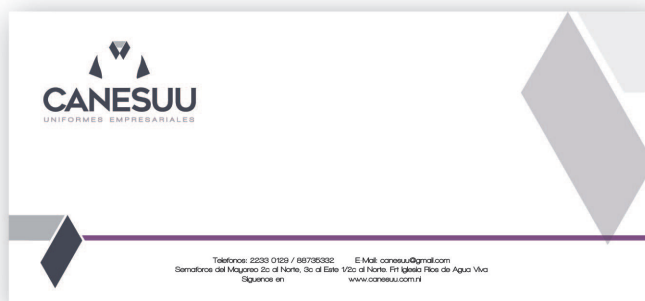 CANESUU
UNIFORMES EMPRESARIALES
Telefonos: 2233 0129 / 88735332 E-Mail: canesuu@gmail.com
Semaforos del Mayoreo 2c al Norte, 3c al Este 1/2c al Norte. Frt Iglesia Rios de Agua Viva
Siguenos en www.canesuu.com.ni